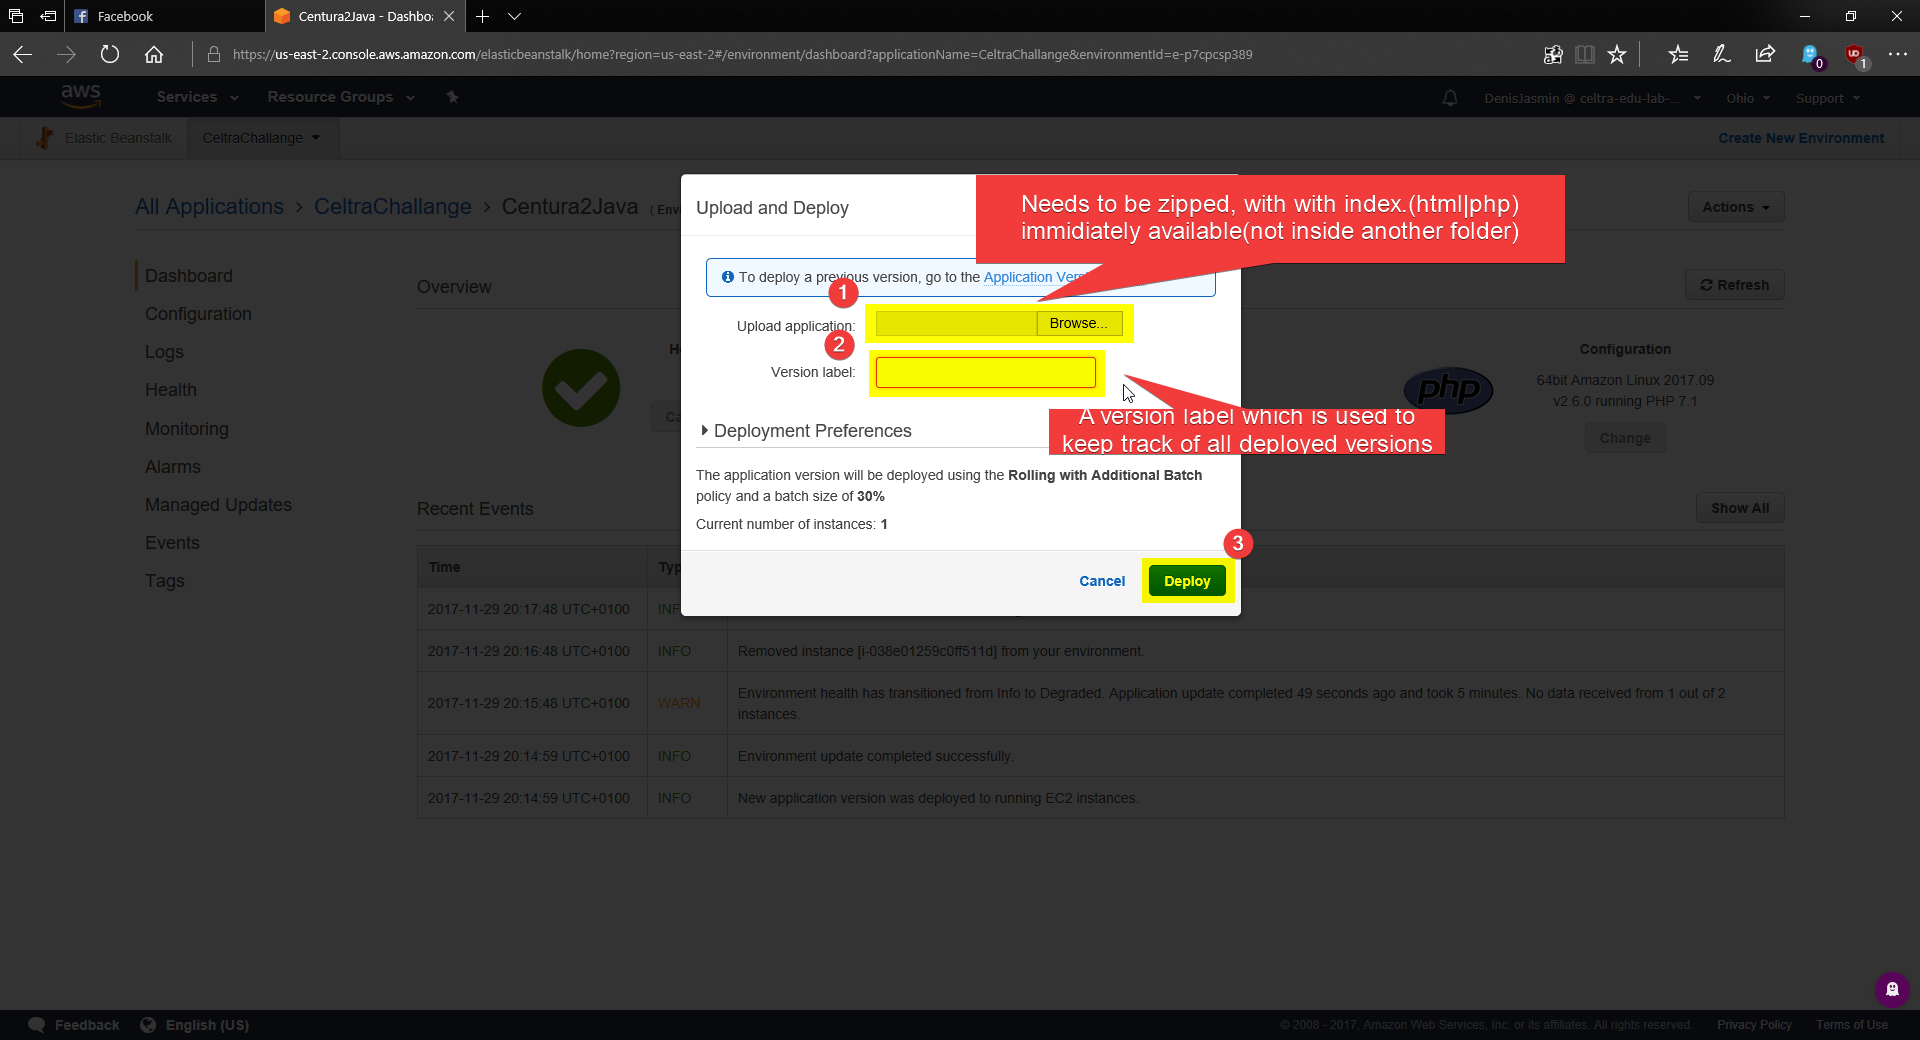 Facebook
Centura2Java - Dashboa
https://us-east-2.console.aws.amazon.com/elasticbeanstalk/home?region=us-east-2#/environment/dashboard?applicationName=CeltraChallange&environmentId=e-p7cpcsp389
0
UD
1
aws
Services
Resource Groups
DenisJasmin @ celtra-edu-lab-...
Ohio
Support
Elastic Beanstalk
CeltraChallange
Create New Environment
All Applications > CeltraChallange > Centura2Java ( Env
Actions
Upload and Deploy
Needs to be zipped, with with index.(html|php)
immidiately available(not inside another folder)
Dashboard
Configuration
Logs
Health
Monitoring
Alarms
Managed Updates
Events
Tags
Overview
Refresh
To deploy a previous version, go to the Application Versi
1
Upload application:
Browse...
2
Version label:
A version label which is used to
keep track of all deployed versions
Deployment Preferences
The application version will be deployed using the Rolling with Additional Batch
policy and a batch size of 30%
Current number of instances: 1
3
Cancel
Deploy
H
Ca
php
Configuration
64bit Amazon Linux 2017.09
v2.6.0 running PHP 7.1
Change
Recent Events
Show All
Time
Typ
2017-11-29 20:17:48 UTC+0100 INFO
2017-11-29 20:16:48 UTC+0100 INFO Removed instance [i-038e01259c0ff511d] from your environment.
2017-11-29 20:15:48 UTC+0100 WARN Environment health has transitioned from Info to Degraded. Application update completed 49 seconds ago and took 5 minutes. No data received from 1 out of 2
instances.
2017-11-29 20:14:59 UTC+0100 INFO Environment update completed successfully.
2017-11-29 20:14:59 UTC+0100 INFO New application version was deployed to running EC2 instances.
Feedback
English (US)
© 2008 - 2017, Amazon Web Services, Inc. or its affiliates. All rights reserved.
Privacy Policy
Terms of Use